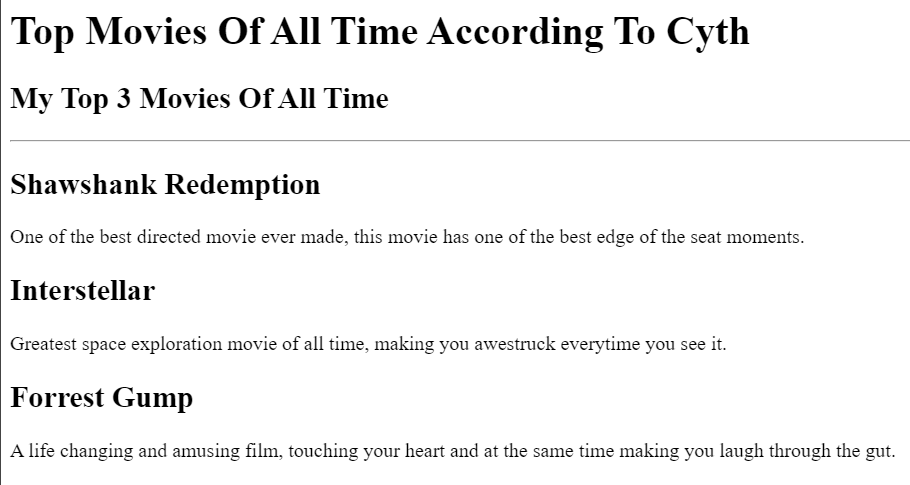 Top Movies Of All Time According To Cyth
My Top 3 Movies Of All Time
Shawshank Redemption
One of the best directed movie ever made, this movie has one of the best edge of the seat moments.
Interstellar
Greatest space exploration movie of all time, making you awestruck everytime you see it.
Forrest Gump
A life changing and amusing film, touching your heart and at the same time making you laugh through the gut.